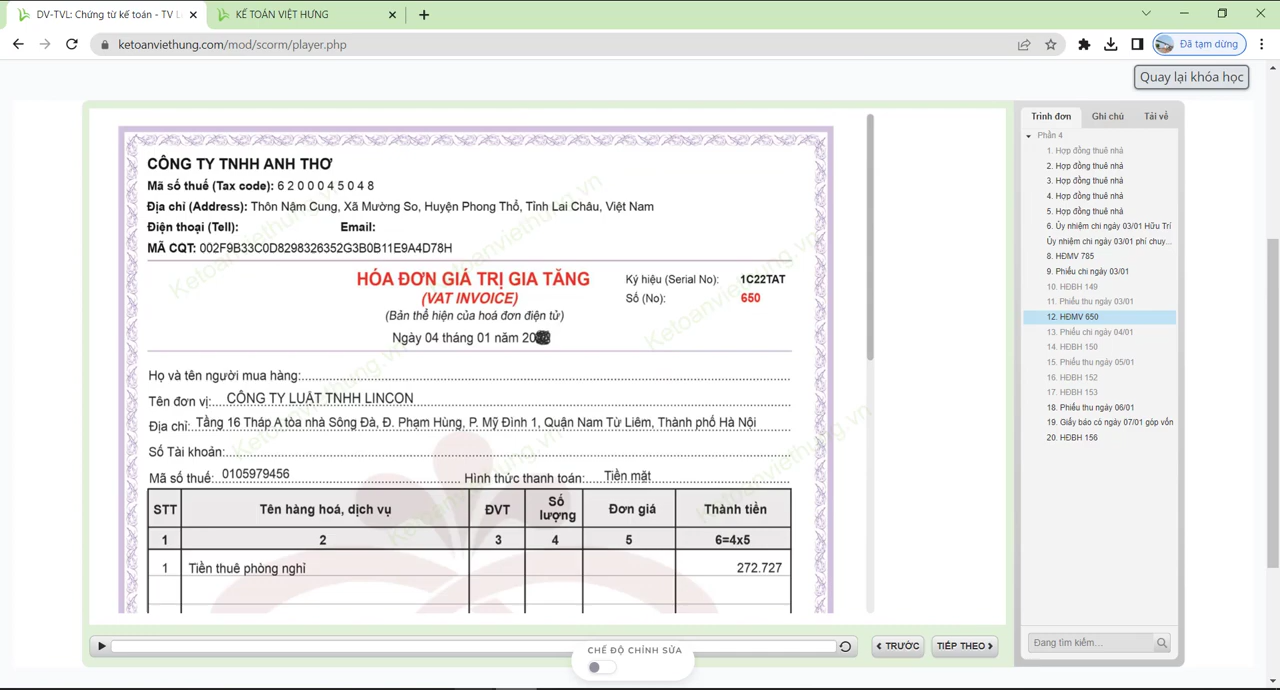 DV-TVL: Chứng từ kế toán - TV L
KẾ TOÁN VIỆT HƯNG
ketoanviethung.com/mod/scorm/player.php
Đã tạm dừng
Quay lại khóa học
CÔNG TY TNHH ANH THƠ
Mã số thuế (Tax code): 6 2 0 0 0 4 5 0 4 8
Địa chỉ (Address): Thôn Nậm Cung, Xã Mường So, Huyện Phong Thổ, Tỉnh Lai Châu, Việt Nam
Điện thoại (Tell): Email:
MÃ CQT: 002F9B33C0D8298326352G3B0B11E9A4D78H
HÓA ĐƠN GIÁ TRỊ GIA TĂNG
(VAT INVOICE)
(Bản thể hiện của hoá đơn điện tử)
Ngày 04 tháng 01 năm 20
Ký hiệu (Serial No): 1C22TAT
Số (No): 650
Họ và tên người mua hàng:
Tên đơn vị: CÔNG TY LUẬT TNHH LINCON
Địa chỉ: Tầng 16 Tháp A tòa nhà Sông Đà, Đ. Phạm Hùng, P. Mỹ Đình 1, Quận Nam Từ Liêm, Thành phố Hà Nội
Số Tài khoản:
Mã số thuế: 0105979456 Hình thức thanh toán: Tiền mặt
STT Tên hàng hoá, dịch vụ ĐVT Số lượng Đơn giá Thành tiền
1 2 3 4 5 6=4x5
1 Tiền thuê phòng nghỉ 272.727
Ketoanviethung.vn
Ketoanviethung.vn
Ketoanviethung.vn
Ketoanviethung.vn
TRƯỚC
TIẾP THEO
CHẾ ĐỘ CHỈNH SỬA
Trình đơn Ghi chú Tải về
Phần 4
1. Hợp đồng thuê nhà
2. Hợp đồng thuê nhà
3. Hợp đồng thuê nhà
4. Hợp đồng thuê nhà
5. Hợp đồng thuê nhà
6. Ủy nhiệm chi ngày 03/01 Hữu Trí
Ủy nhiệm chi ngày 03/01 phí chuy...
8. HĐMV 785
9. Phiếu chi ngày 03/01
10. HĐBH 149
11. Phiếu thu ngày 03/01
12. HĐMV 650
13. Phiếu chi ngày 04/01
14. HĐBH 150
15. Phiếu thu ngày 05/01
16. HĐBH 152
17. HĐBH 153
18. Phiếu thu ngày 06/01
19. Giấy báo có ngày 07/01 góp vốn
20. HĐBH 156
Đang tìm kiếm...